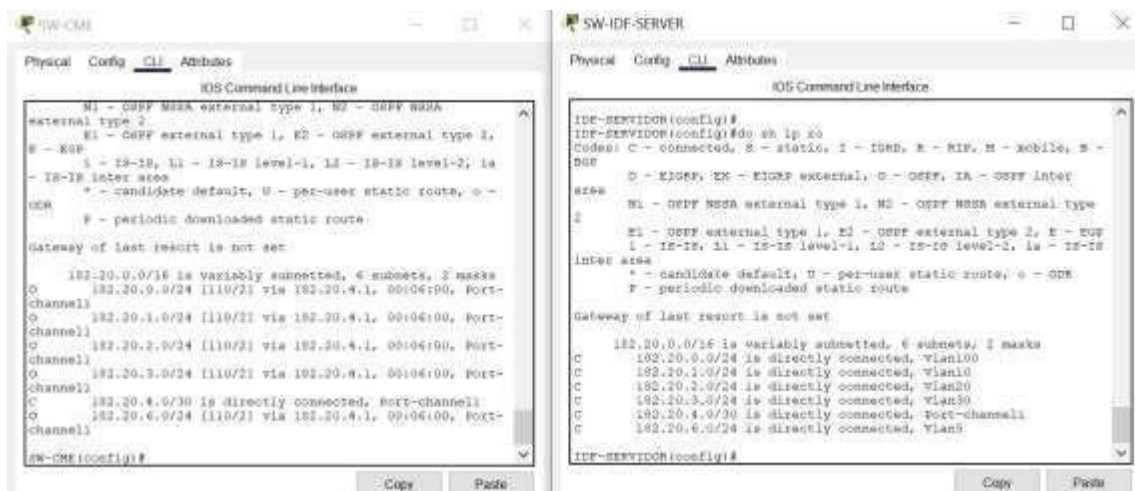 SW-CME
Physical Config CLI Attributes
IOS Command Line Interface
N1 - OSPF NSSA external type 1, N2 - OSPF NSSA
external type 2
E1 - OSPF external type 1, E2 - OSPF external type 2,
E - EGP
i - IS-IS, L1 - IS-IS level-1, L2 - IS-IS level-2, ia
- IS-IS inter area
* - candidate default, U - per-user static route, o -
ODR
P - periodic downloaded static route
Gateway of last resort is not set
182.20.0.0/16 is variably subnetted, 6 subnets, 2 masks
O 182.20.0.0/24 [110/2] via 182.20.4.1, 00:06:00, Port-
channel1
O 182.20.1.0/24 [110/2] via 182.20.4.1, 00:06:00, Port-
channel1
O 182.20.2.0/24 [110/2] via 182.20.4.1, 00:06:00, Port-
channel1
O 182.20.3.0/24 [110/2] via 182.20.4.1, 00:06:00, Port-
channel1
C 182.20.4.0/30 is directly connected, Port-channel1
O 182.20.6.0/24 [110/2] via 182.20.4.1, 00:06:00, Port-
channel1
SW-CME(config)#
Copy Paste
SW-IDF-SERVER
Physical Config CLI Attributes
IOS Command Line Interface
IDF-SERVIDOR(config)#
IDF-SERVIDOR(config)#do sh ip ro
Codes: C - connected, S - static, I - IGRP, R - RIP, M - mobile, B -
BGP
D - EIGRP, EX - EIGRP external, O - OSPF, IA - OSPF inter
area
N1 - OSPF NSSA external type 1, N2 - OSPF NSSA external type
2
E1 - OSPF external type 1, E2 - OSPF external type 2, E - EGP
i - IS-IS, L1 - IS-IS level-1, L2 - IS-IS level-2, ia - IS-IS
inter area
* - candidate default, U - per-user static route, o - ODR
P - periodic downloaded static route
Gateway of last resort is not set
182.20.0.0/16 is variably subnetted, 6 subnets, 2 masks
C 182.20.0.0/24 is directly connected, Vlan100
C 182.20.1.0/24 is directly connected, Vlan10
C 182.20.2.0/24 is directly connected, Vlan20
C 182.20.3.0/24 is directly connected, Vlan30
C 182.20.4.0/30 is directly connected, Port-channel1
C 182.20.6.0/24 is directly connected, Vlan5
IDF-SERVIDOR(config)#
Copy Paste